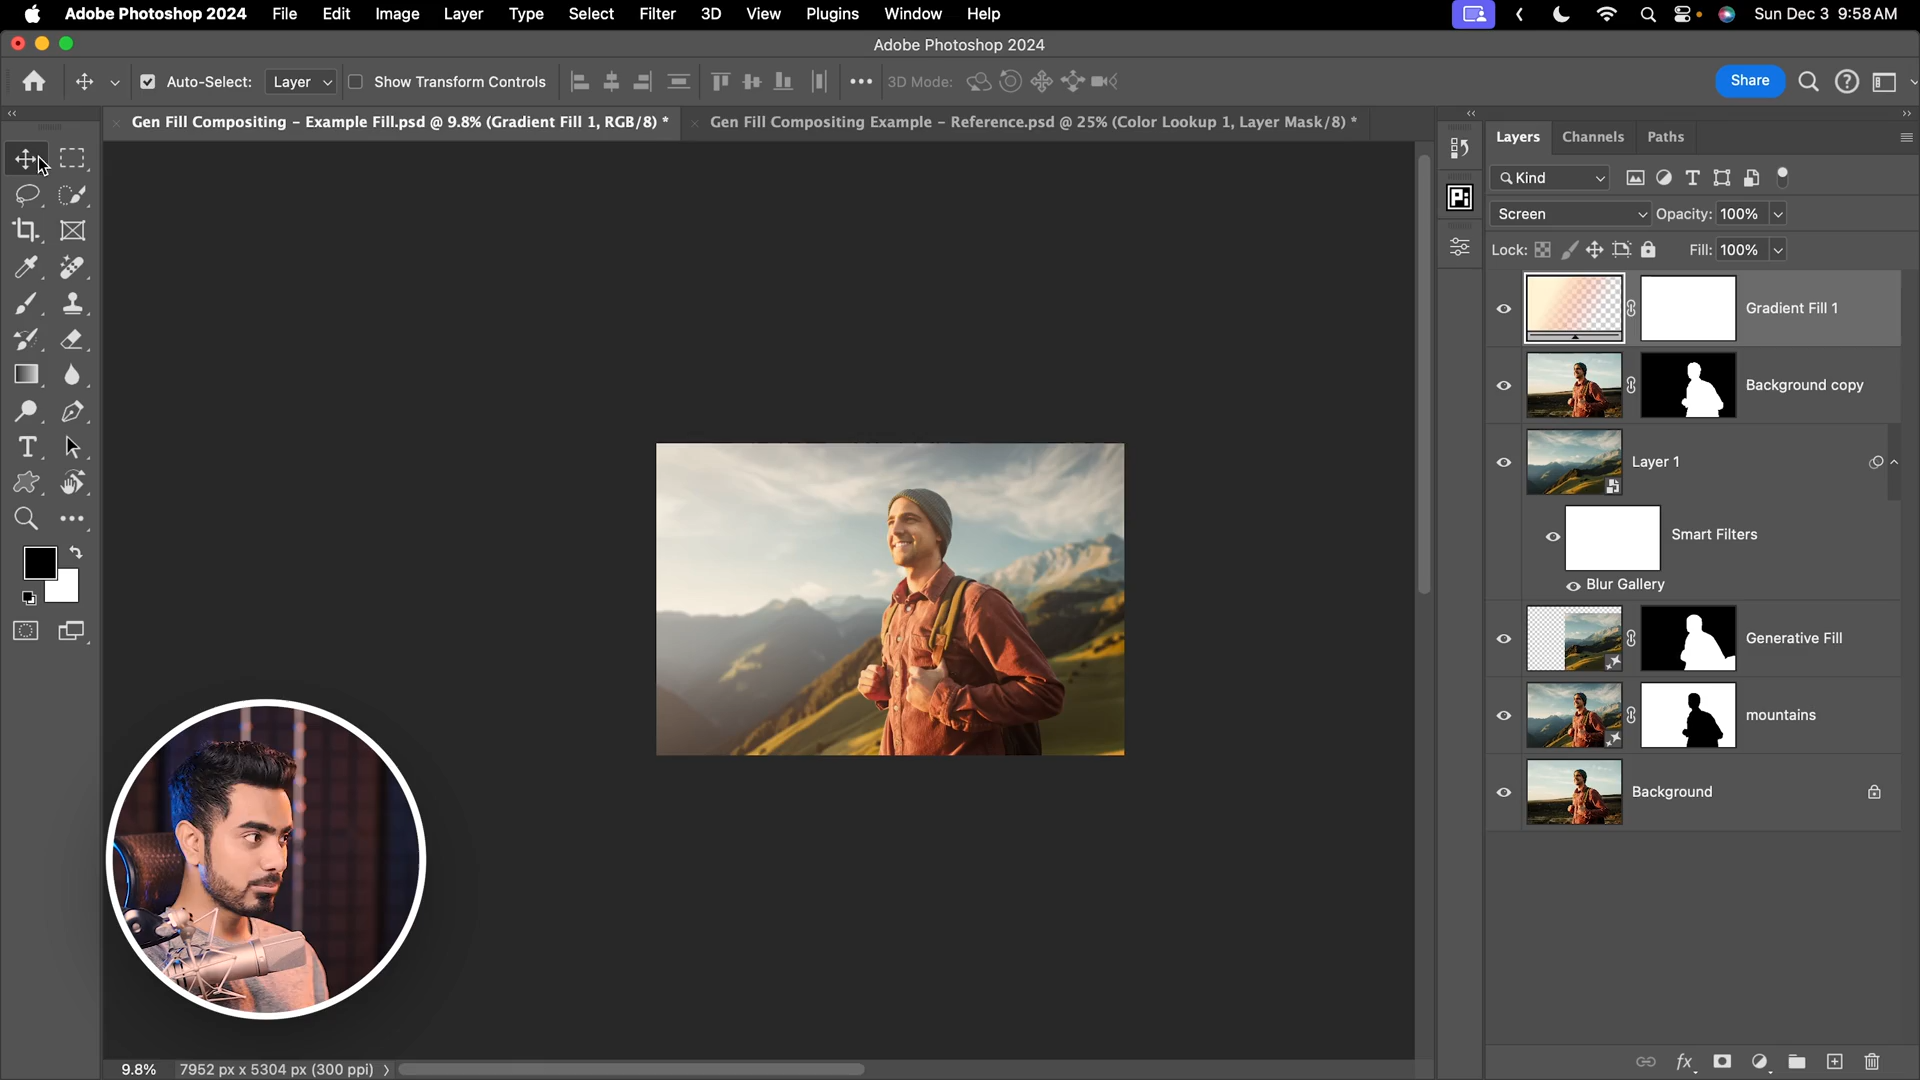 Adobe Photoshop 2024 File Edit Image Layer Type Select Filter 3D View Plugins Window Help Sun Dec 3 9:58 AM
Adobe Photoshop 2024
Auto-Select: Layer Show Transform Controls 3D Mode: Share
Gen Fill Compositing - Example Fill.psd @ 9.8% (Gradient Fill 1, RGB/8) * Gen Fill Compositing Example - Reference.psd @ 25% (Color Lookup 1, Layer Mask/8) *
Layers Channels Paths
Kind
Screen Opacity: 100%
Lock: Fill: 100%
Pi
Gradient Fill 1
Background copy
Layer 1
Smart Filters
Blur Gallery
Generative Fill
mountains
Background
9.8% 7952 px x 5304 px (300 ppi)
fx